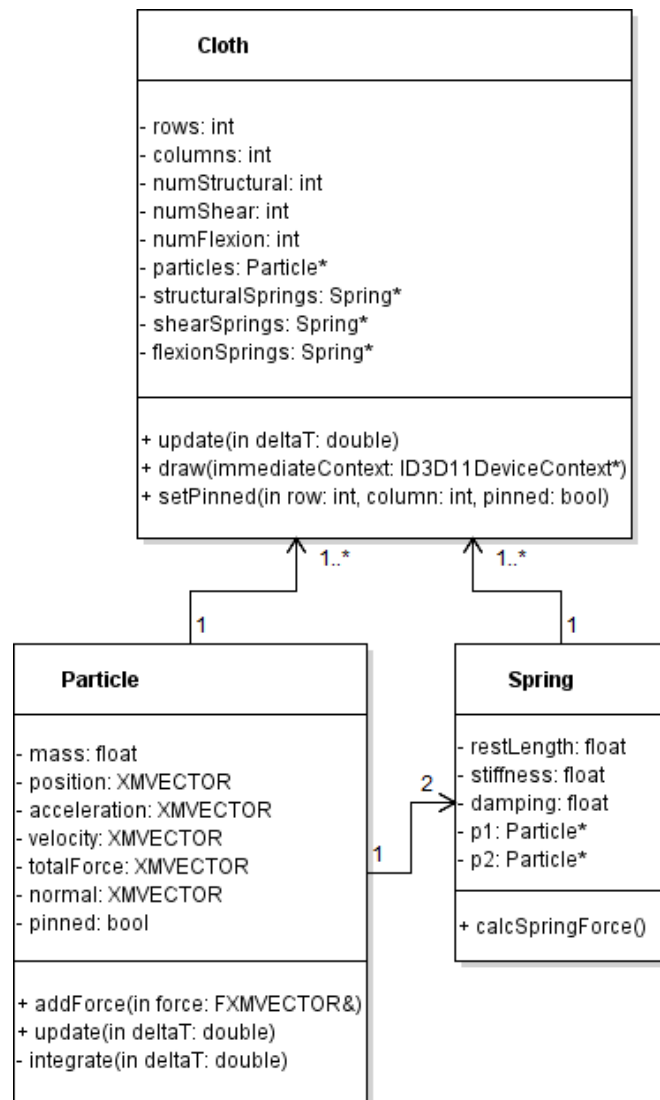 Cloth
- rows: int
- columns: int
- numStructural: int
- numShear: int
- numFlexion: int
- particles: Particle*
- structuralSprings: Spring*
- shearSprings: Spring*
- flexionSprings: Spring*
+ update(in deltaT: double)
+ draw(immediateContext: ID3D11DeviceContext*)
+ setPinned(in row: int, column: int, pinned: bool)
1..*
1..*
1
1
Particle
- mass: float
- position: XMVECTOR
- acceleration: XMVECTOR
- velocity: XMVECTOR
- totalForce: XMVECTOR
- normal: XMVECTOR
- pinned: bool
+ addForce(in force: FXMVECTOR&)
+ update(in deltaT: double)
- integrate(in deltaT: double)
2
1
Spring
- restLength: float
- stiffness: float
- damping: float
- p1: Particle*
- p2: Particle*
+ calcSpringForce()